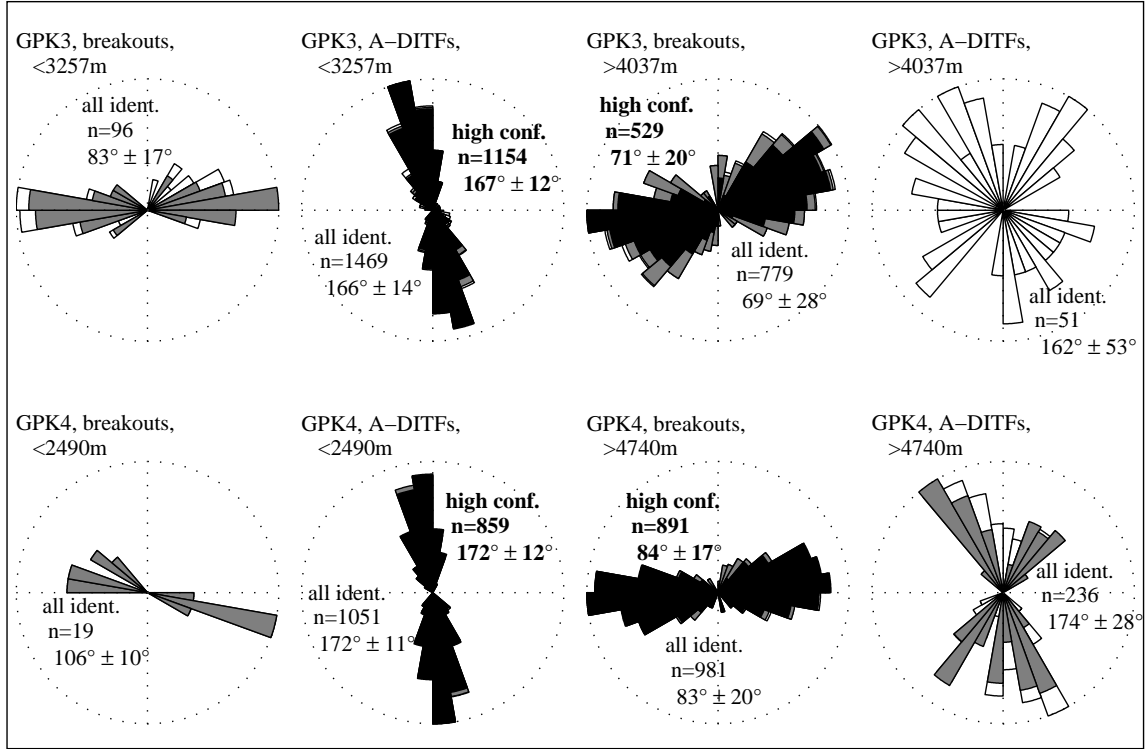 GPK3, breakouts,
<3257m
all ident.
n=96
83° ± 17°
GPK3, A−DITFs,
<3257m
high conf.
n=1154
167° ± 12°
all ident.
n=1469
166° ± 14°
GPK3, breakouts,
>4037m
high conf.
n=529
71° ± 20°
all ident.
n=779
69° ± 28°
GPK3, A−DITFs,
>4037m
all ident.
n=51
162° ± 53°
GPK4, breakouts,
<2490m
all ident.
n=19
106° ± 10°
GPK4, A−DITFs,
<2490m
high conf.
n=859
172° ± 12°
all ident.
n=1051
172° ± 11°
GPK4, breakouts,
>4740m
high conf.
n=891
84° ± 17°
all ident.
n=981
83° ± 20°
GPK4, A−DITFs,
>4740m
all ident.
n=236
174° ± 28°